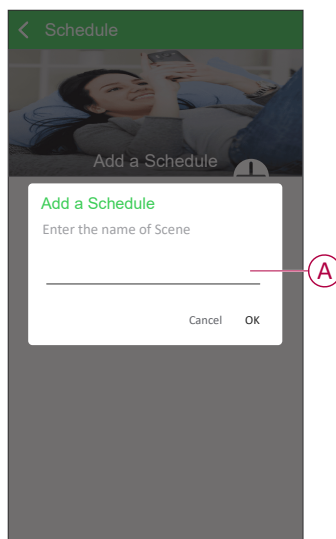 Schedule
Add a Schedule
Add a Schedule
Enter the name of Scene
A
Cancel OK